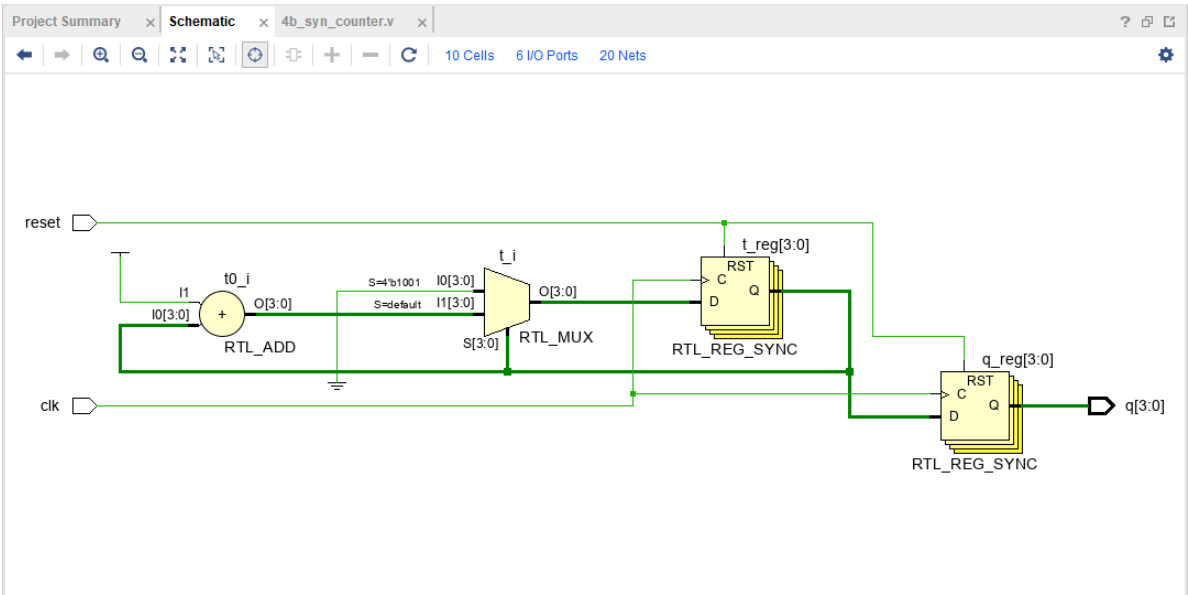 Project Summary × Schematic × 4b_syn_counter.v × ?
10 Cells 6 I/O Ports 20 Nets
reset
t_reg[3:0]
RST
C
Q
D
RTL_REG_SYNC
t_i
S=4'b1001 I0[3:0]
S=default I1[3:0]
O[3:0]
S[3:0]
RTL_MUX
t0_i
I1
I0[3:0]
+
O[3:0]
RTL_ADD
q_reg[3:0]
RST
C
Q
D
RTL_REG_SYNC
clk
q[3:0]